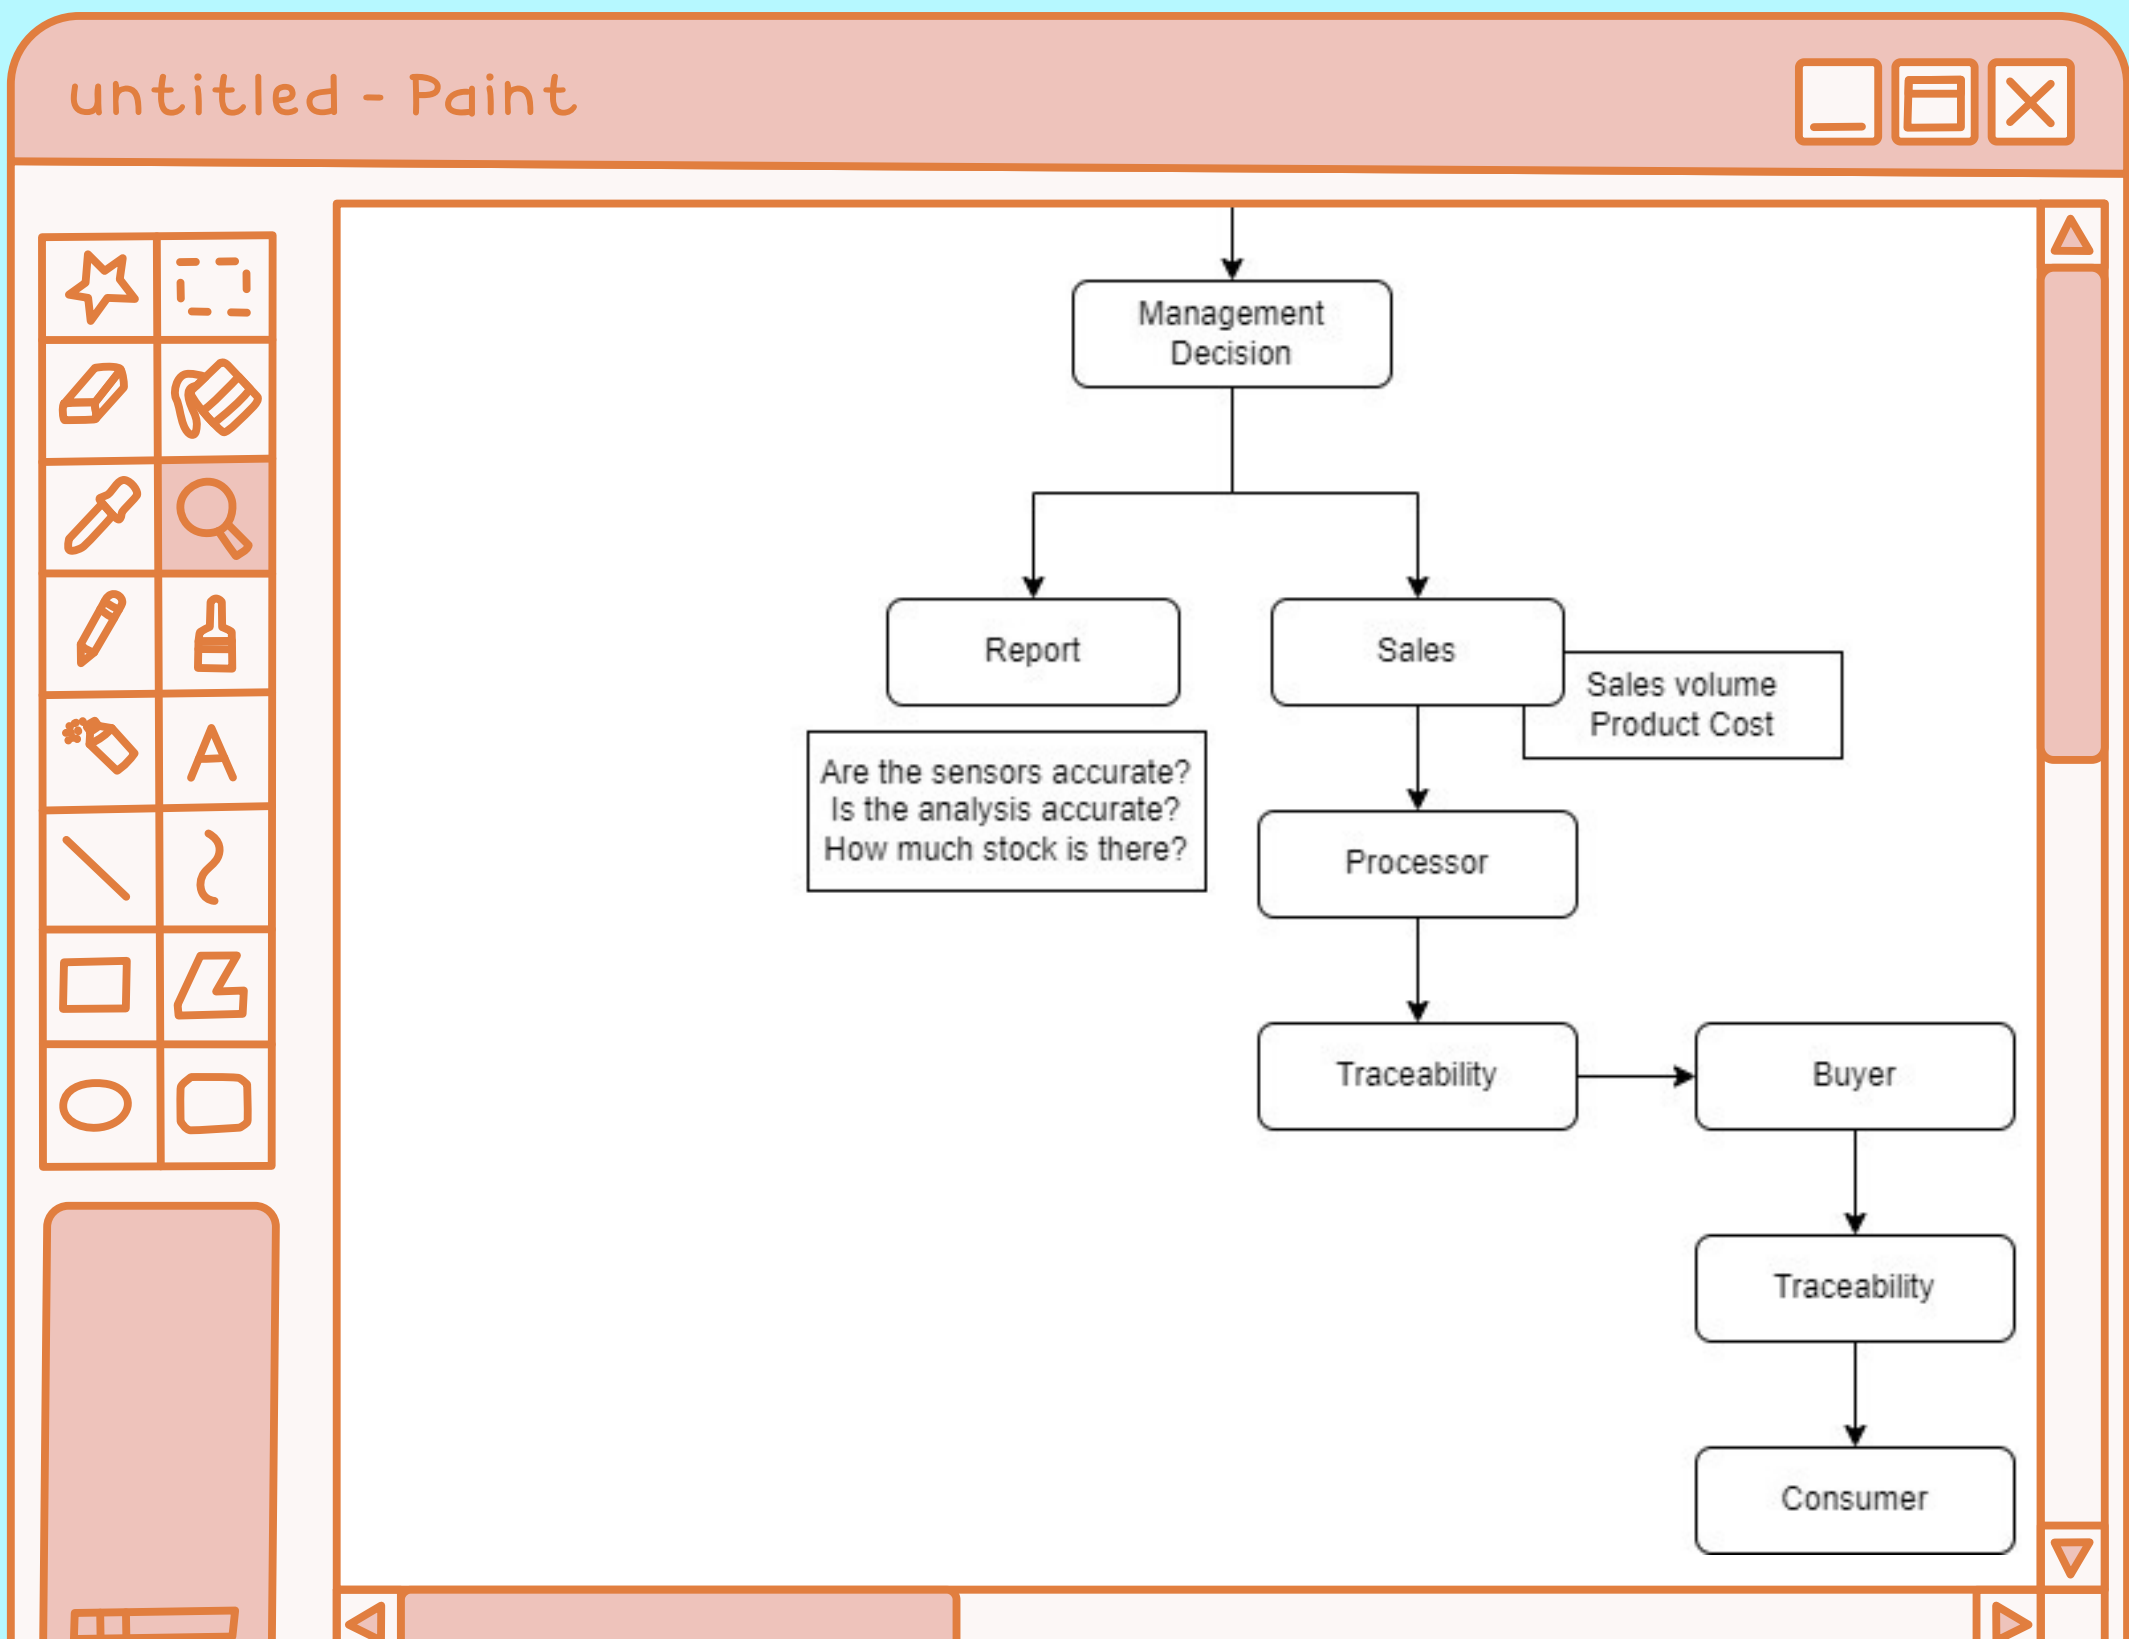 untitled - Paint
Management
Decision
Report
Sales
Sales volume
Product Cost
Are the sensors accurate?
Is the analysis accurate?
How much stock is there?
Processor
Traceability
Buyer
Traceability
Consumer
A